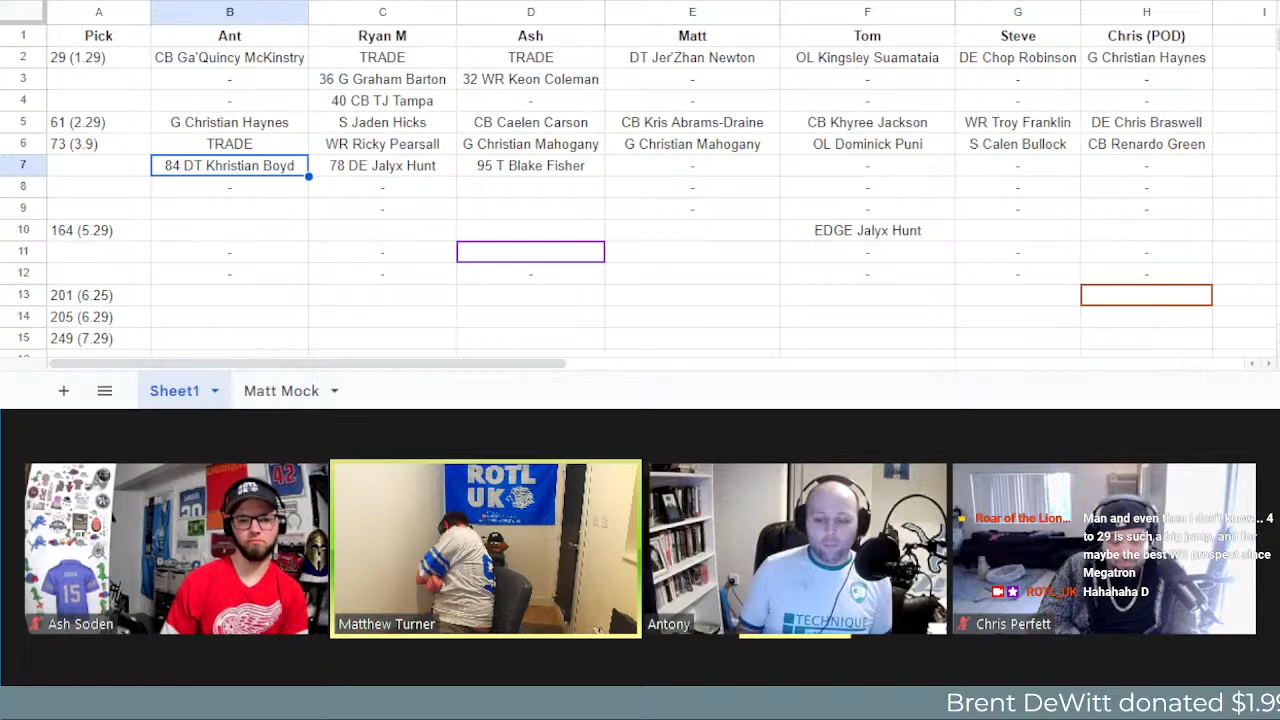 A B C D E F G H I
1 Pick Ant Ryan M Ash Matt Tom Steve Chris (POD)
2 29 (1.29) CB Ga'Quincy McKinstry TRADE TRADE DT Jer'Zhan Newton OL Kingsley Suamataia DE Chop Robinson G Christian Haynes
3 - 36 G Graham Barton 32 WR Keon Coleman - - - -
4 - 40 CB TJ Tampa - - - - -
5 61 (2.29) G Christian Haynes S Jaden Hicks CB Caelen Carson CB Kris Abrams-Draine CB Khyree Jackson WR Troy Franklin DE Chris Braswell
6 73 (3.9) TRADE WR Ricky Pearsall G Christian Mahogany G Christian Mahogany OL Dominick Puni S Calen Bullock CB Renardo Green
7 84 DT Khristian Boyd 78 DE Jalyx Hunt 95 T Blake Fisher - - - -
8 - - - - - -
9 - - - - -
10 164 (5.29) EDGE Jalyx Hunt
11 - - - - -
12 - - - - - -
13 201 (6.25)
14 205 (6.29)
15 249 (7.29)
+ Sheet1 Matt Mock
ROTL
UK
Roar of the Lion... Man and even then I don't know... 4
to 29 is such a big jump, and for
maybe the best WR prospect since
Megatron
ROTL_UK Hahahaha D
15
42
TECHNIQUE
Ash Soden Matthew Turner Antony Chris Perfett
Brent DeWitt donated $1.99